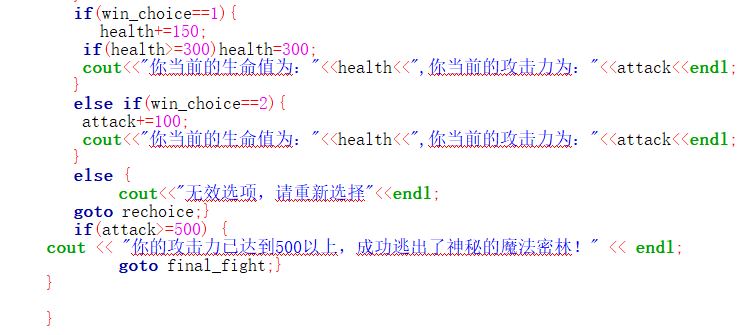 }
if(win_choice==1){
health+=150;
if(health>=300)health=300;
cout<<"你当前的生命值为："<<health<<",你当前的攻击力为："<<attack<<endl;
}
else if(win_choice==2){
attack+=100;
cout<<"你当前的生命值为："<<health<<",你当前的攻击力为："<<attack<<endl;
}
else {
cout<<"无效选项，请重新选择"<<endl;
goto rechoice;}
if(attack>=500) {
cout << "你的攻击力已达到500以上，成功逃出了神秘的魔法密林！" << endl;
goto final_fight;}
}
}